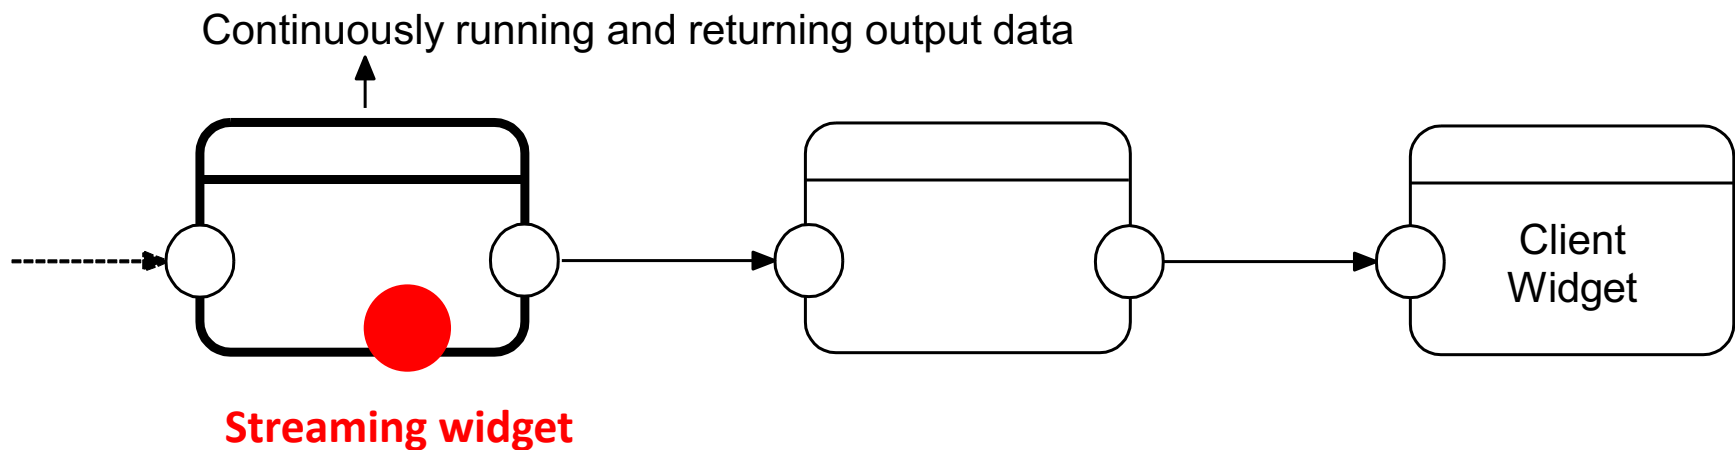 Continuously running and returning output data
Client
Widget
Streaming widget